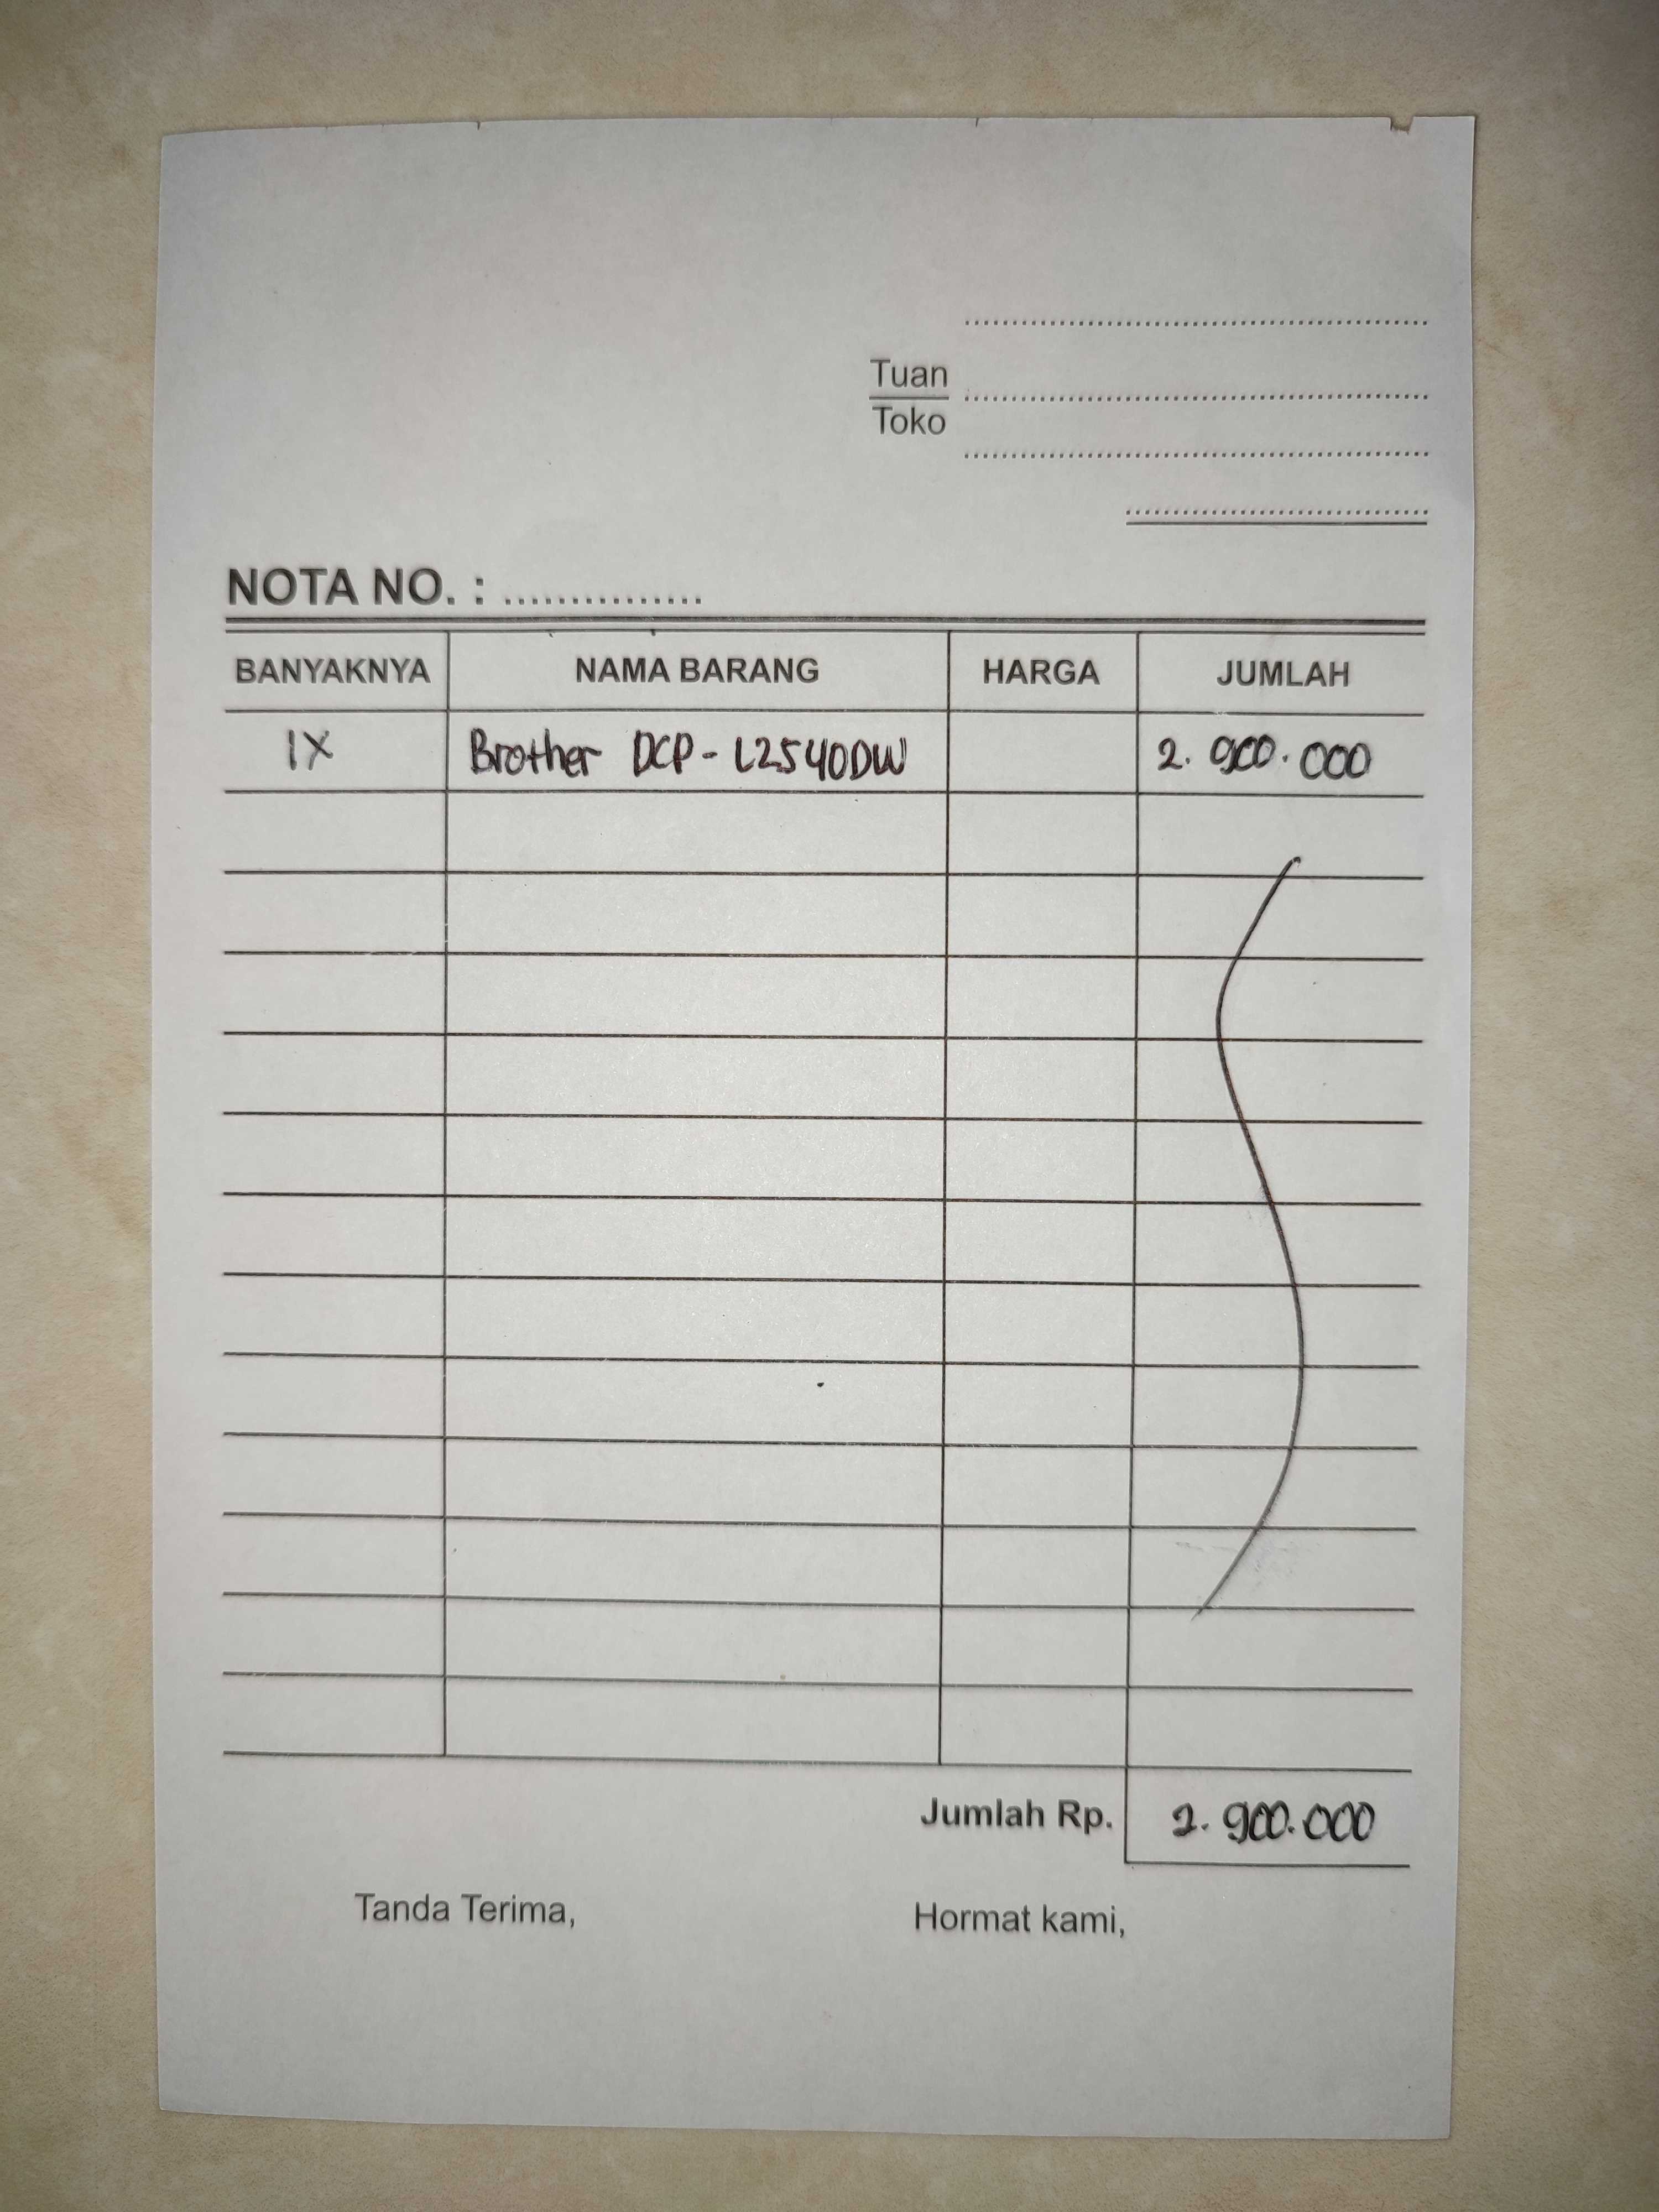 Tuan
Toko
NOTA NO. : ...............
BANYAKNYA NAMA BARANG HARGA JUMLAH
1X Brother DCP-L2540DW 2.900.000
Jumlah Rp. 2.900.000
Tanda Terima, Hormat kami,